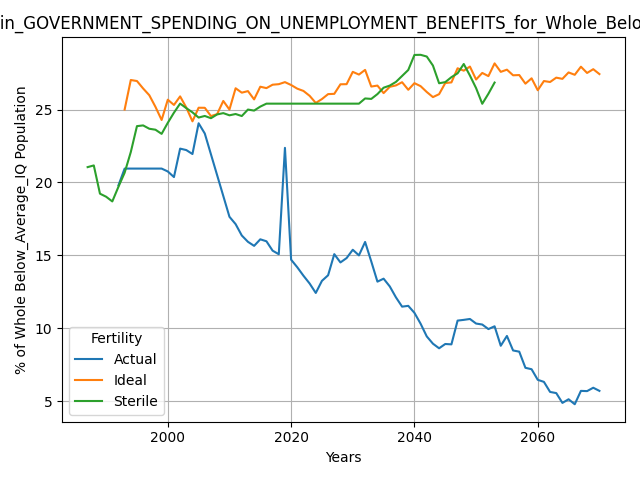 in_GOVERNMENT_SPENDING_ON_UNEMPLOYMENT_BENEFITS_for_Whole_Belo
% of Whole Below_Average_IQ Population
25
20
15
10
5
Fertility
Actual
Ideal
Sterile
2000
2020
2040
2060
Years